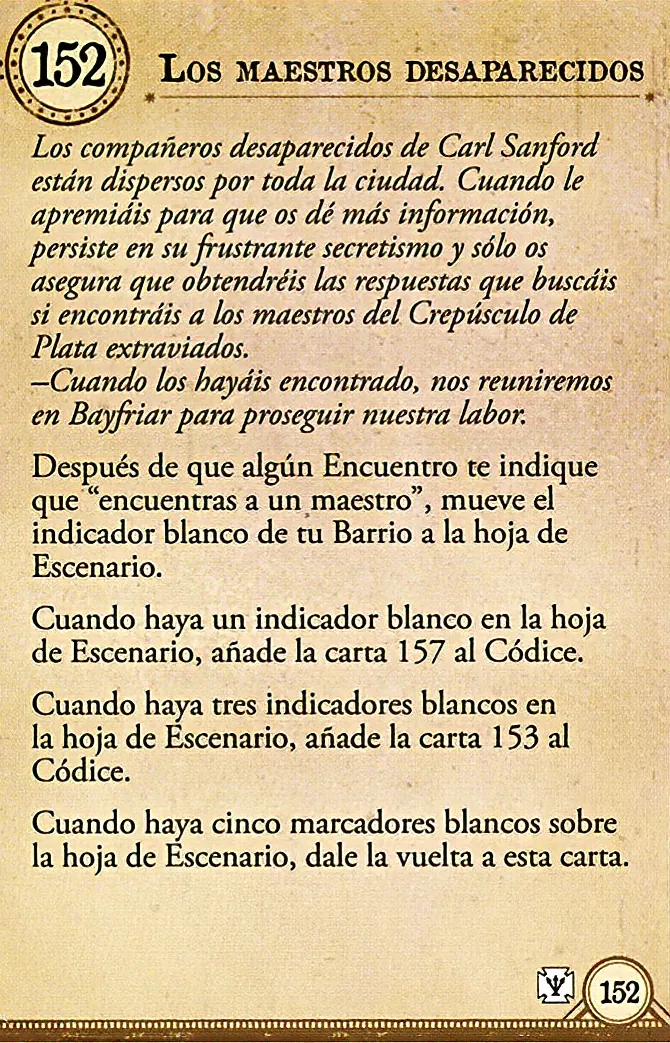 152
Los maestros desaparecidos
Los compañeros desaparecidos de Carl Sanford
están dispersos por toda la ciudad. Cuando le
apremiáis para que os dé más información,
persiste en su frustrante secretismo y sólo os
asegura que obtendréis las respuestas que buscáis
si encontráis a los maestros del Crepúsculo de
Plata extraviados.
–Cuando los hayáis encontrado, nos reuniremos
en Bayfriar para proseguir nuestra labor.
Después de que algún Encuentro te indique
que “encuentras a un maestro”, mueve el
indicador blanco de tu Barrio a la hoja de
Escenario.
Cuando haya un indicador blanco en la hoja
de Escenario, añade la carta 157 al Códice.
Cuando haya tres indicadores blancos en
la hoja de Escenario, añade la carta 153 al
Códice.
Cuando haya cinco marcadores blancos sobre
la hoja de Escenario, dale la vuelta a esta carta.
152